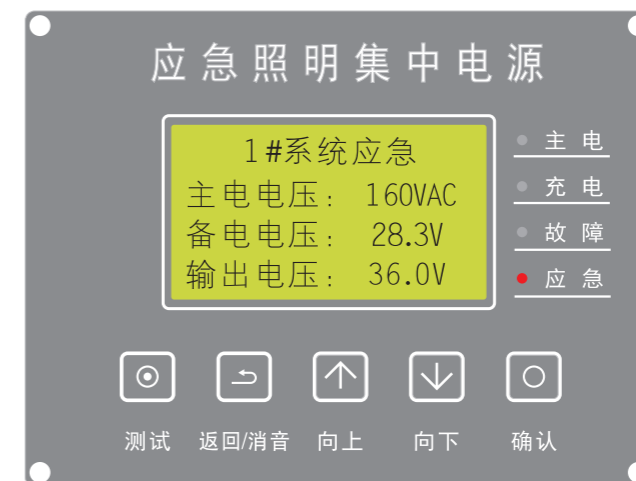 应急照明集中电源
1#系统应急
主电电压: 160VAC
备电电压: 28.3V
输出电压: 36.0V
主电
充电
故障
应急
测试 返回/消音 向上 向下 确认